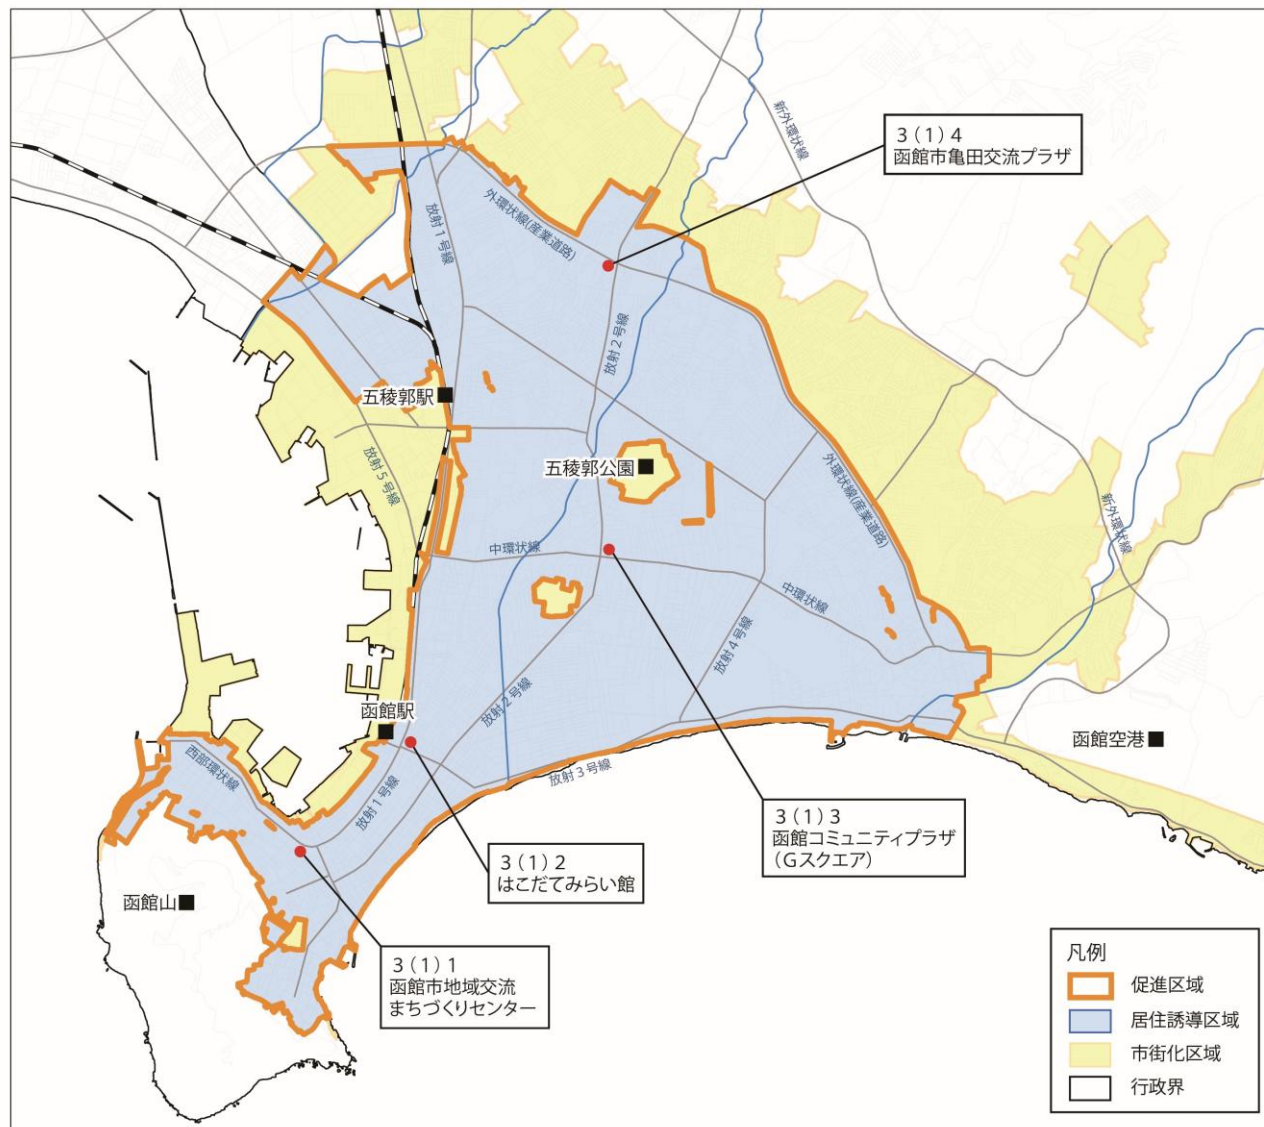 3(1)4
函館市亀田交流プラザ
新外環状線
外環状線(産業道路)
放射1号線
放射2号線
五稜郭駅
放射5号線
五稜郭公園
外環状線(産業道路)
新外環状線
中環状線
中環状線
放射4号線
放射2号線
函館駅
函館空港
西部環状線
放射3号線
放射1号線
3(1)3
函館コミュニティプラザ
(Gスクエア)
3(1)2
はこだてみらい館
函館山
3(1)1
函館市地域交流
まちづくりセンター
凡例
促進区域
居住誘導区域
市街化区域
行政界